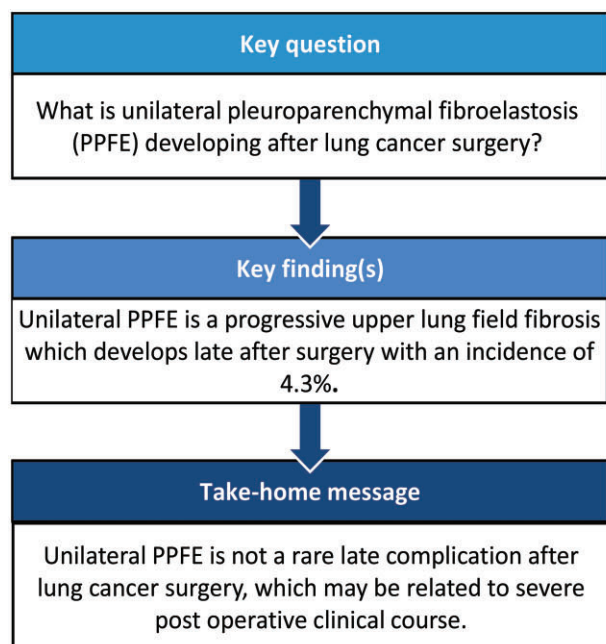 Key question
What is unilateral pleuroparenchymal fibroelastosis
(PPFE) developing after lung cancer surgery?
Key finding(s)
Unilateral PPFE is a progressive upper lung field fibrosis
which develops late after surgery with an incidence of
4.3%.
Take-home message
Unilateral PPFE is not a rare late complication after
lung cancer surgery, which may be related to severe
post operative clinical course.